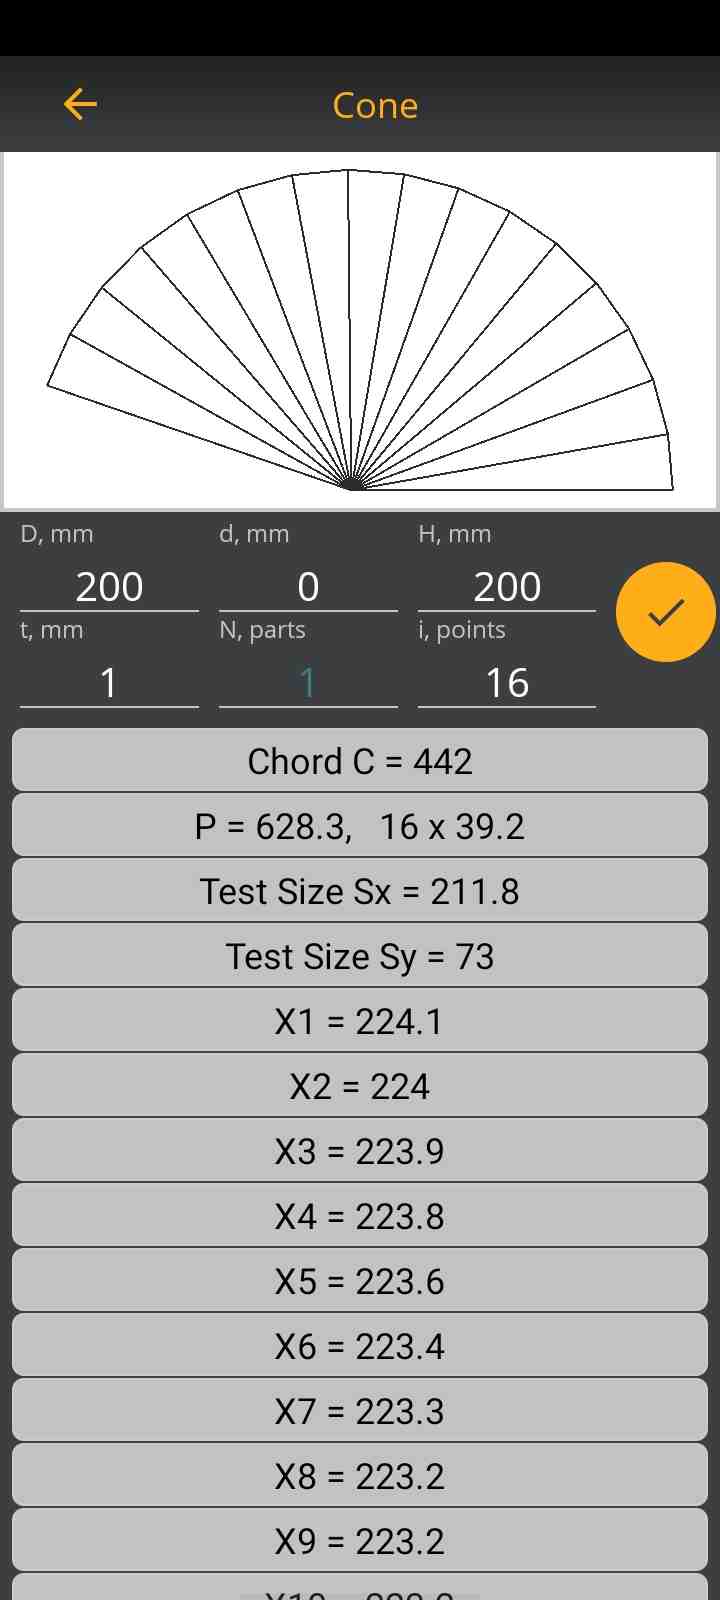 Cone
D, mm d, mm H, mm
200 0 200
t, mm N, parts i, points
1 1 16
Chord C = 442
P = 628.3, 16 x 39.2
Test Size Sx = 211.8
Test Size Sy = 73
X1 = 224.1
X2 = 224
X3 = 223.9
X4 = 223.8
X5 = 223.6
X6 = 223.4
X7 = 223.3
X8 = 223.2
X9 = 223.2